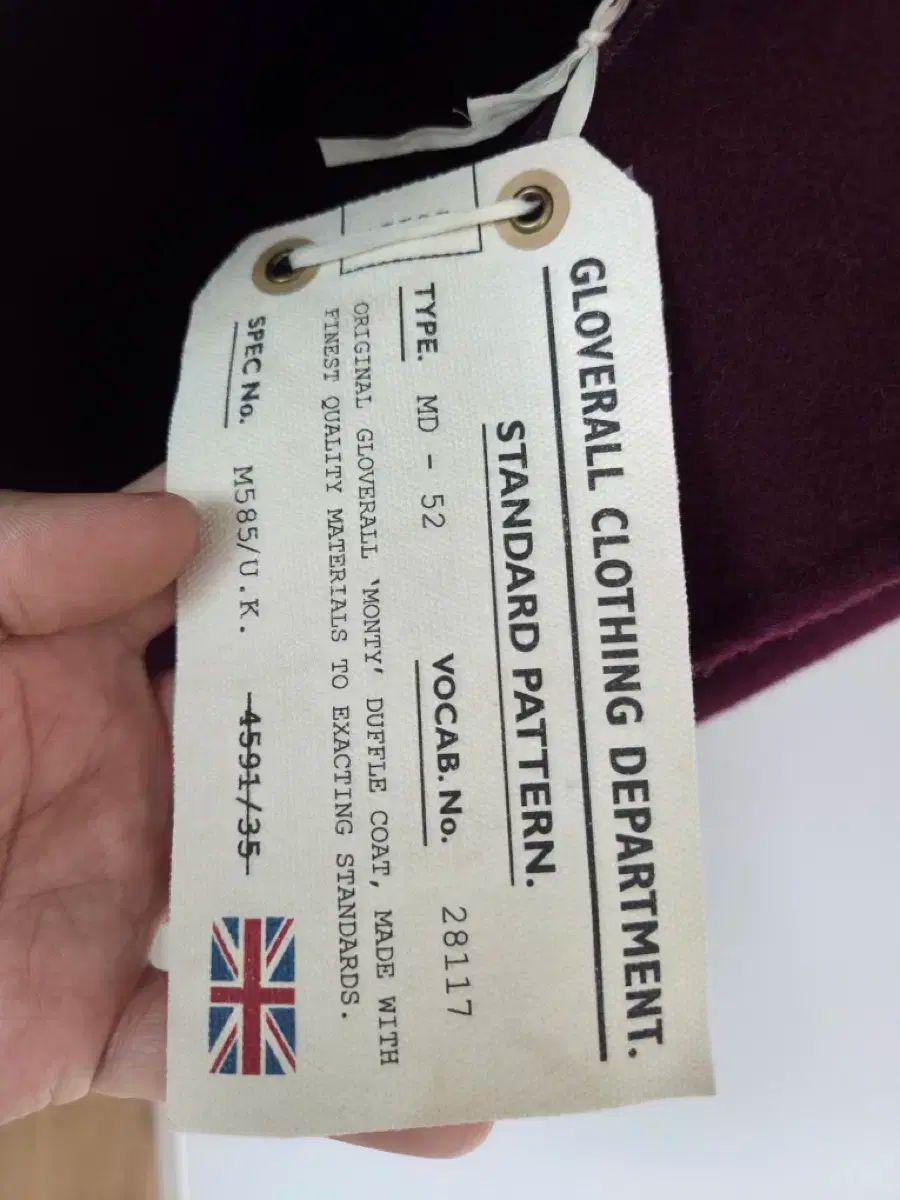 GLOVERALL CLOTHING DEPARTMENT.
STANDARD PATTERN.
TYPE. MD - 52 VOCAB. No. 28117
ORIGINAL GLOVERALL 'MONTY' DUFFLE COAT, MADE WITH
FINEST QUALITY MATERIALS TO EXACTING STANDARDS.
SPEC No. M585/U.K. 4591/35